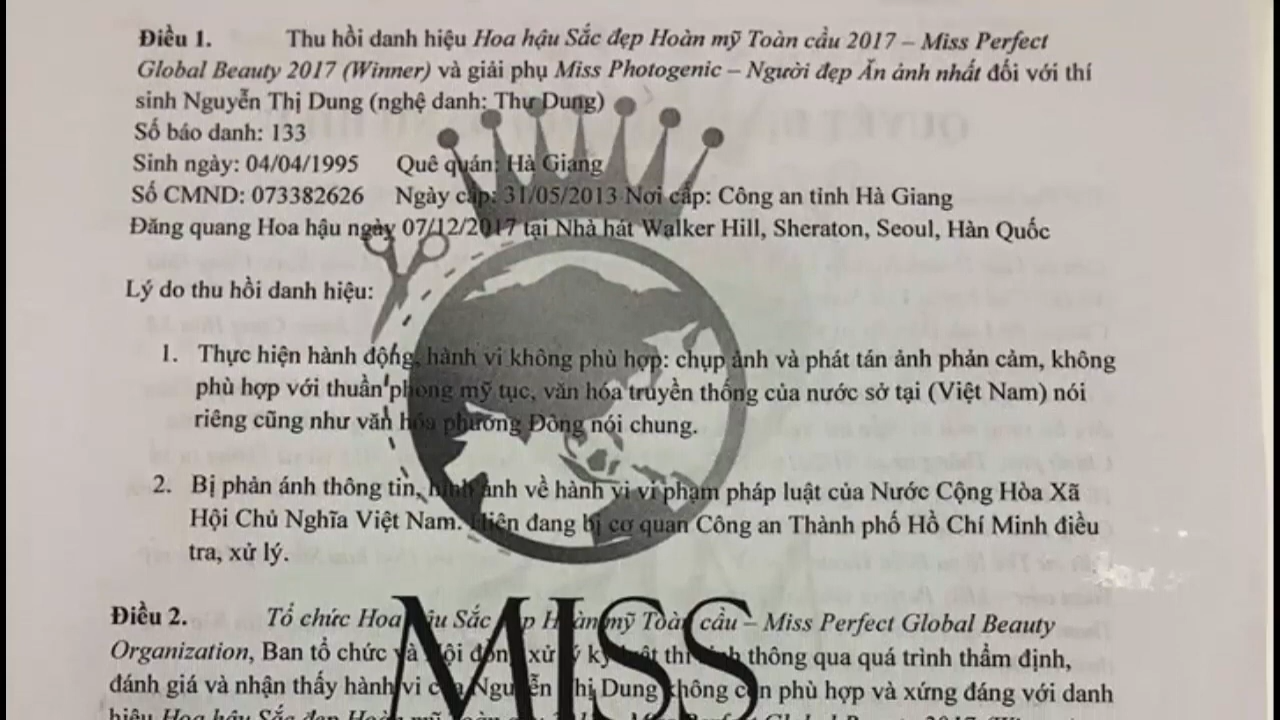 Điều 1. Thu hồi danh hiệu Hoa hậu Sắc đẹp Hoàn mỹ Toàn cầu 2017 – Miss Perfect
Global Beauty 2017 (Winner) và giải phụ Miss Photogenic – Người đẹp Ăn ảnh nhất đối với thí
sinh Nguyễn Thị Dung (nghệ danh: Thư Dung)
Số báo danh: 133
Sinh ngày: 04/04/1995 Quê quán: Hà Giang
Số CMND: 073382626 Ngày cấp: 31/05/2013 Nơi cấp: Công an tỉnh Hà Giang
Đăng quang Hoa hậu ngày 07/12/2017 tại Nhà hát Walker Hill, Sheraton, Seoul, Hàn Quốc
Lý do thu hồi danh hiệu:
1. Thực hiện hành động, hành vi không phù hợp: chụp ảnh và phát tán ảnh phản cảm, không
phù hợp với thuần phong mỹ tục, văn hóa truyền thống của nước sở tại (Việt Nam) nói
riêng cũng như văn hóa phương Đông nói chung.
2. Bị phản ánh thông tin, hình ảnh về hành vi vi phạm pháp luật của Nước Cộng Hòa Xã
Hội Chủ Nghĩa Việt Nam. Hiện đang bị cơ quan Công an Thành phố Hồ Chí Minh điều
tra, xử lý.
Điều 2. Tổ chức Hoa hậu Sắc đẹp Hoàn mỹ Toàn cầu – Miss Perfect Global Beauty
Organization, Ban tổ chức và Hội đồng xử lý kỷ luật thí sinh thông qua quá trình thẩm định,
đánh giá và nhận thấy hành vi của Nguyễn Thị Dung không còn phù hợp và xứng đáng với danh
MISS